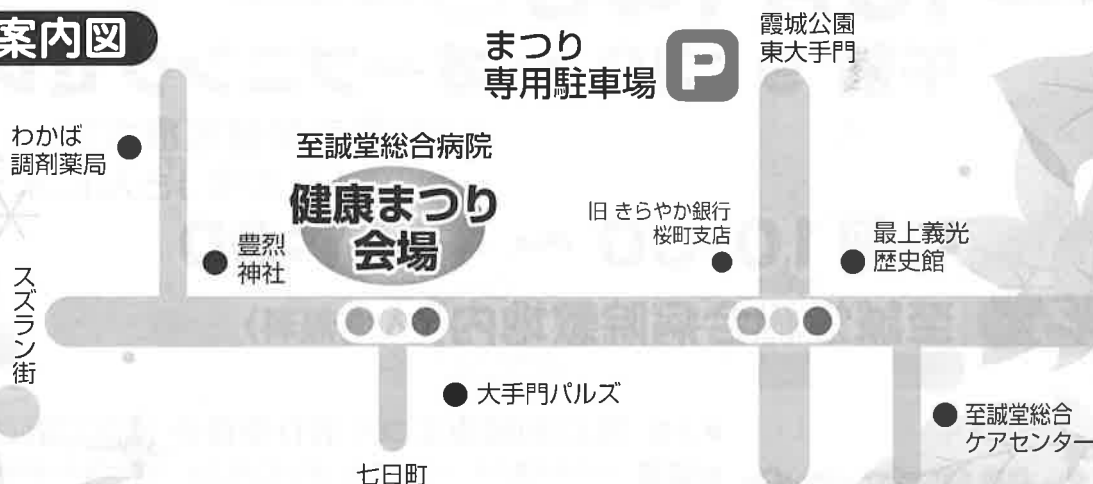 案内図
まつり
専用駐車場
P
霞城公園
東大手門
わかば
調剤薬局
至誠堂総合病院
健康まつり
会場
豊烈
神社
旧 きらやか銀行
桜町支店
最上義光
歴史館
スズラン街
大手門パルズ
至誠堂総合
ケアセンター
七日町